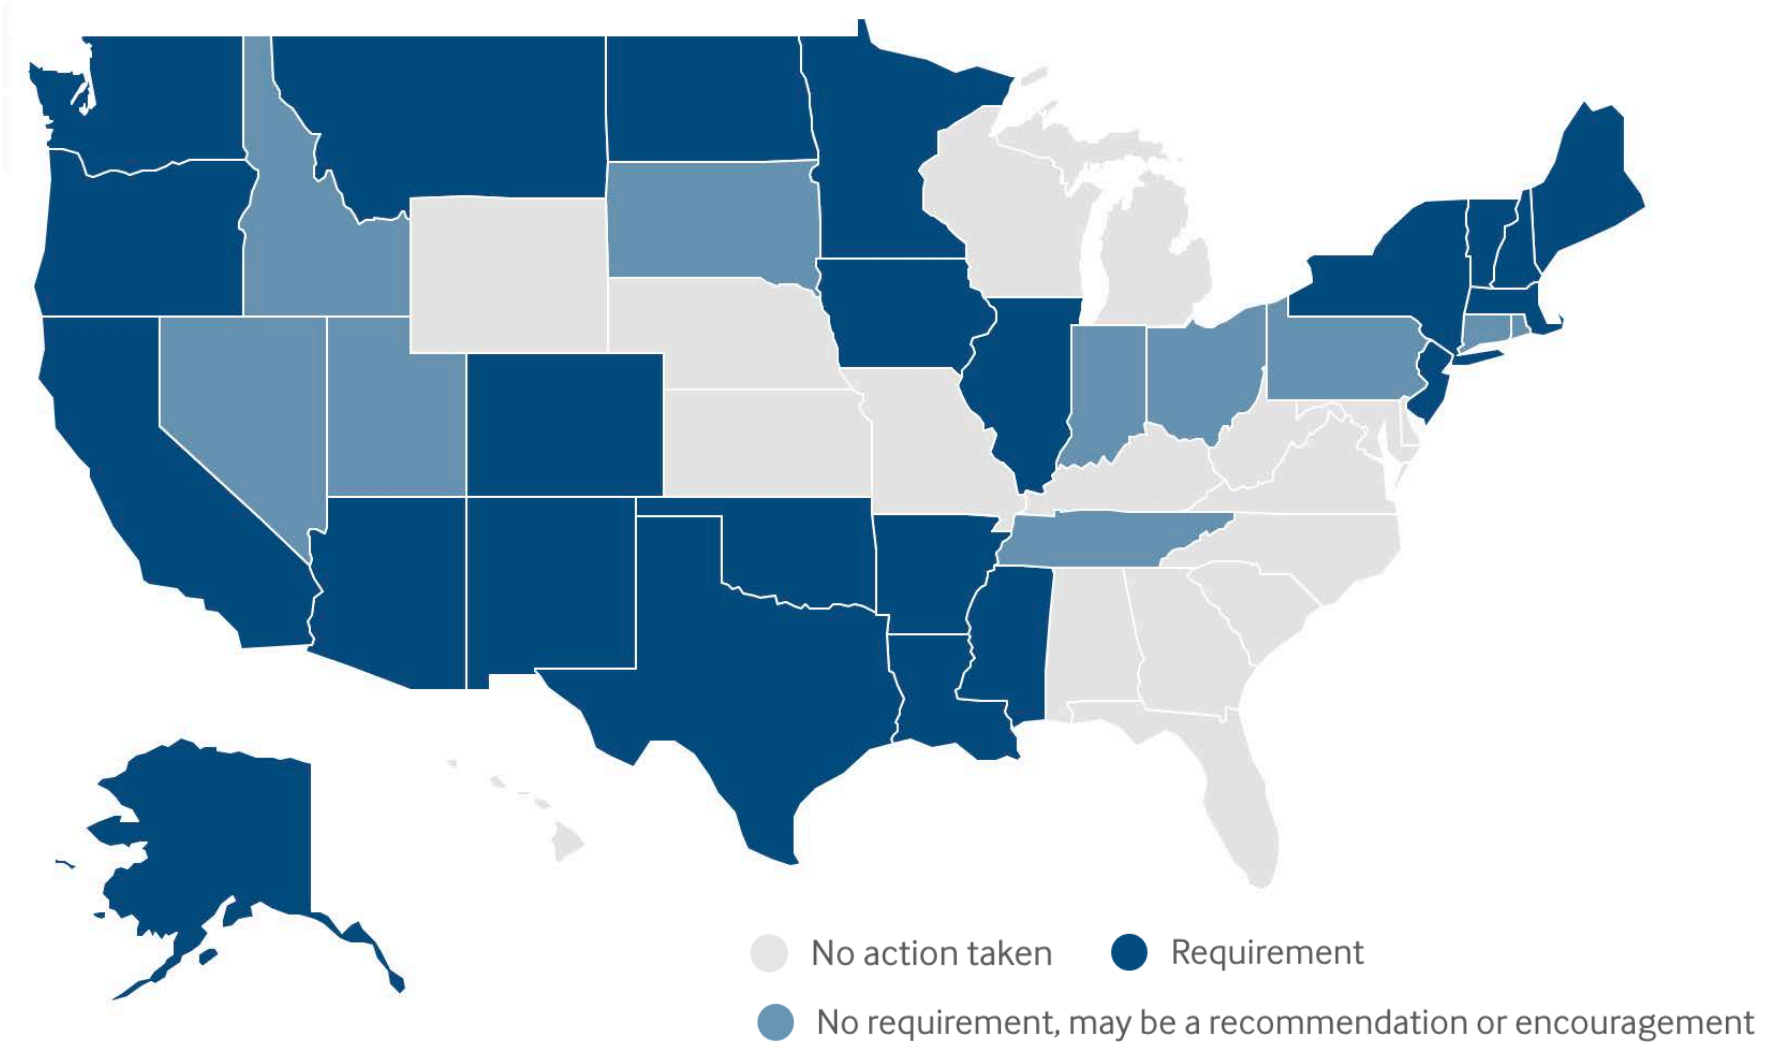 No action taken
Requirement
No requirement, may be a recommendation or encouragement